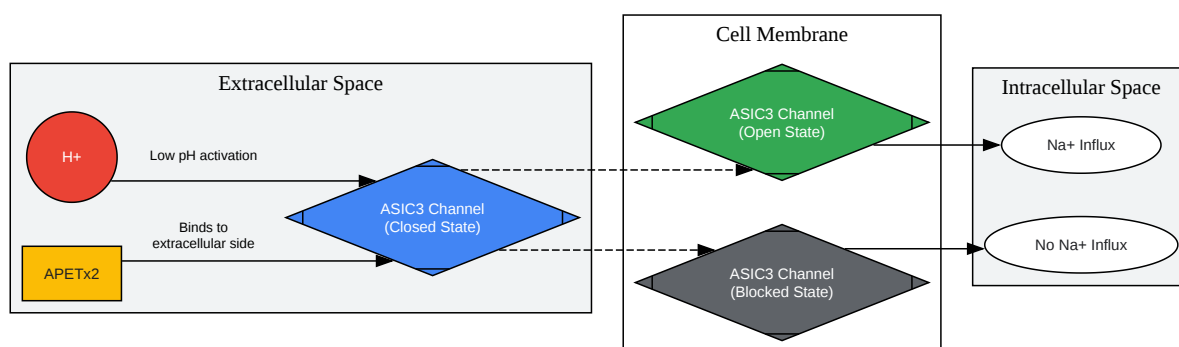 Extracellular Space
H+
Low pH activation
APETx2
Binds to
extracellular side
ASIC3 Channel
(Closed State)
Cell Membrane
ASIC3 Channel
(Open State)
ASIC3 Channel
(Blocked State)
Intracellular Space
Na+ Influx
No Na+ Influx